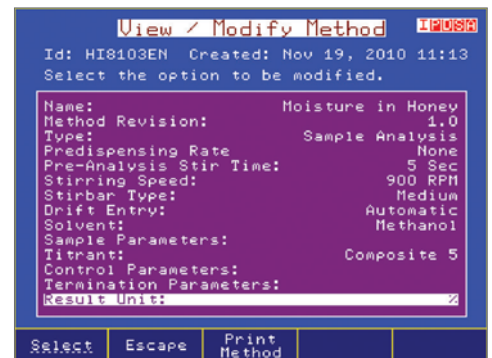 View / Modify Method
Id: HI8103EN Created: Nov 19, 2010 11:13
Select the option to be modified.
Name: Moisture in Honey
Method Revision: 1.0
Type: Sample Analysis
Predispensing Rate None
Pre-Analysis Stir Time: 5 Sec
Stirring Speed: 900 RPM
Stirbar Type: Medium
Drift Entry: Automatic
Solvent: Methanol
Sample Parameters:
Titrant: Composite 5
Control Parameters:
Termination Parameters:
Result Unit: %
Select Escape Print
Method